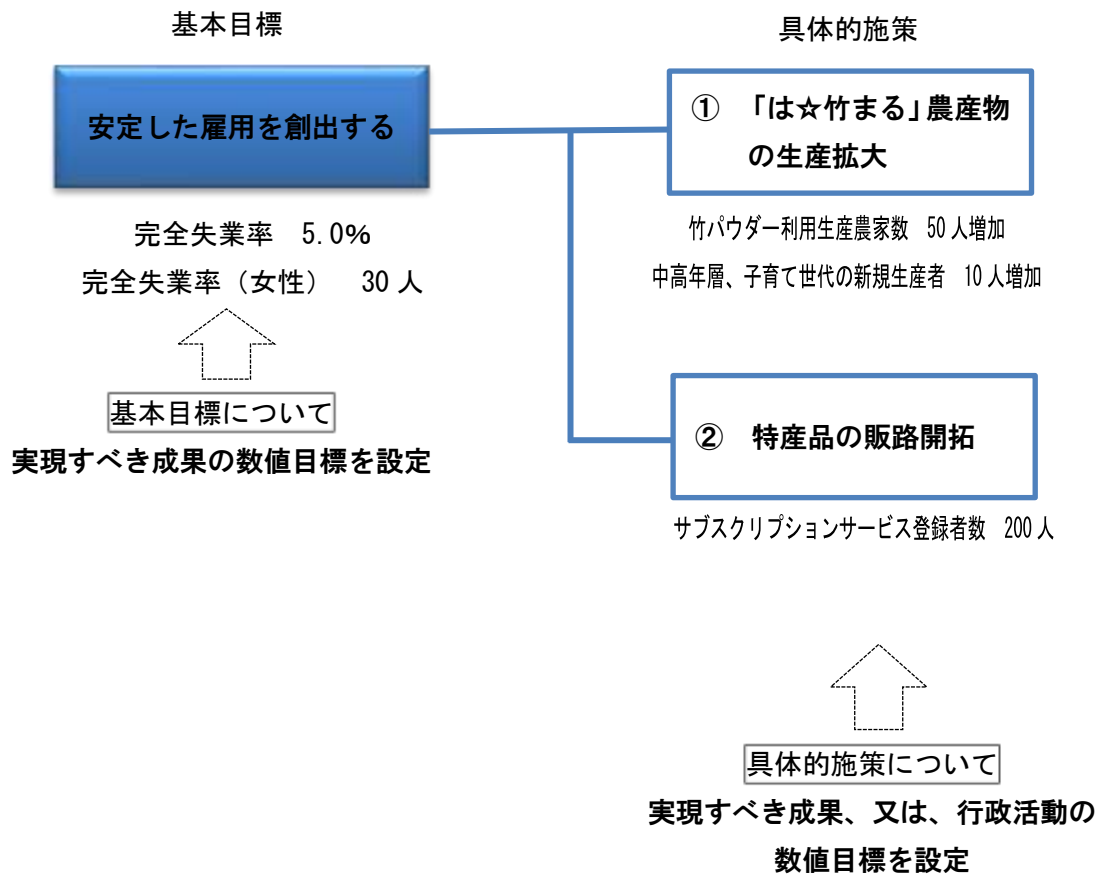 基本目標
安定した雇用を創出する
完全失業率　5.0%
完全失業率（女性）　30人
基本目標について
実現すべき成果の数値目標を設定
具体的施策
①　「は☆竹まる」農産物
の生産拡大
竹パウダー利用生産農家数　50人増加
中高年層、子育て世代の新規生産者　10人増加
②　特産品の販路開拓
サブスクリプションサービス登録者数　200人
具体的施策について
実現すべき成果、又は、行政活動の
数値目標を設定